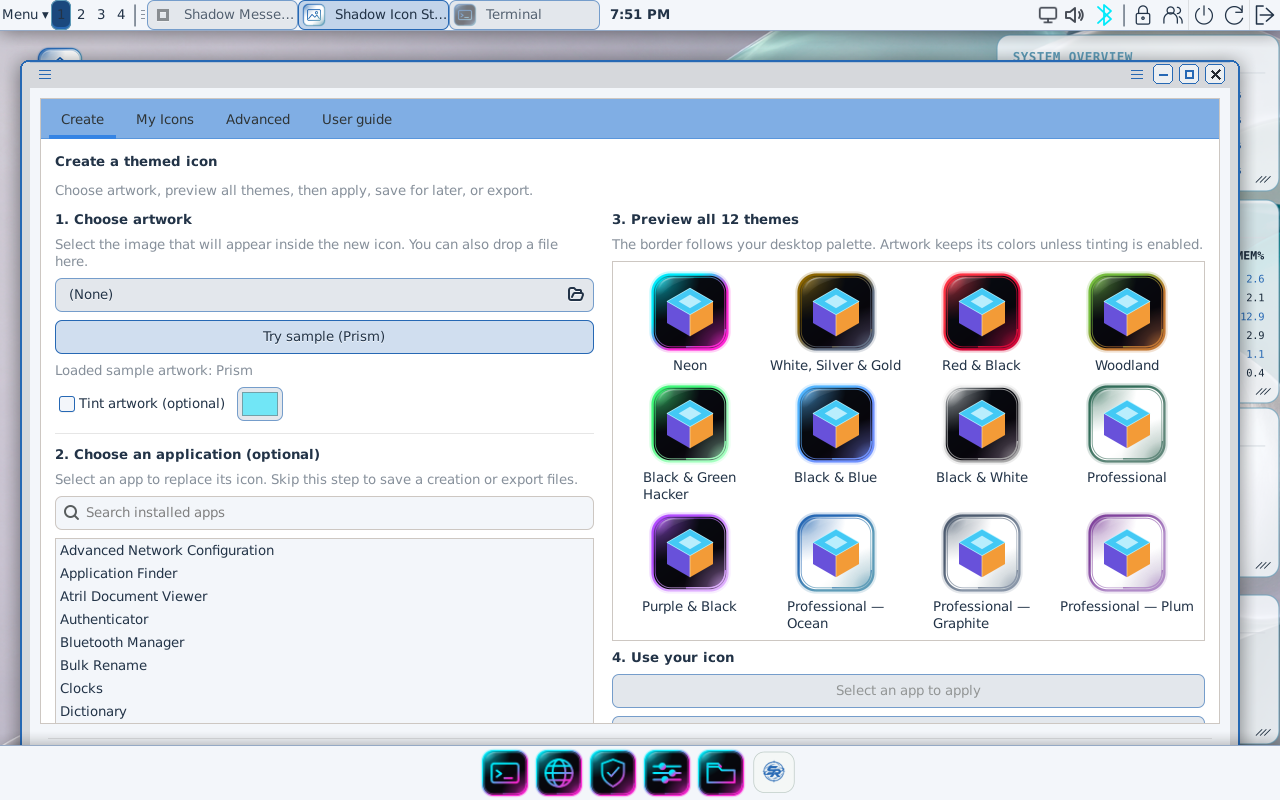 Menu ▾ 1 2 3 4 Shadow Messe... Shadow Icon St... Terminal 7:51 PM
SYSTEM OVERVIEW
Create My Icons Advanced User guide
Create a themed icon
Choose artwork, preview all themes, then apply, save for later, or export.
1. Choose artwork
Select the image that will appear inside the new icon. You can also drop a file
here.
(None)
Try sample (Prism)
Loaded sample artwork: Prism
Tint artwork (optional)
2. Choose an application (optional)
Select an app to replace its icon. Skip this step to save a creation or export files.
Search installed apps
Advanced Network Configuration
Application Finder
Atril Document Viewer
Authenticator
Bluetooth Manager
Bulk Rename
Clocks
Dictionary
3. Preview all 12 themes
The border follows your desktop palette. Artwork keeps its colors unless tinting is enabled.
Neon
White, Silver & Gold
Red & Black
Woodland
Black & Green
Hacker
Black & Blue
Black & White
Professional
Purple & Black
Professional —
Ocean
Professional —
Graphite
Professional — Plum
4. Use your icon
Select an app to apply
MEM%
2.6
2.1
12.9
2.9
1.1
0.4